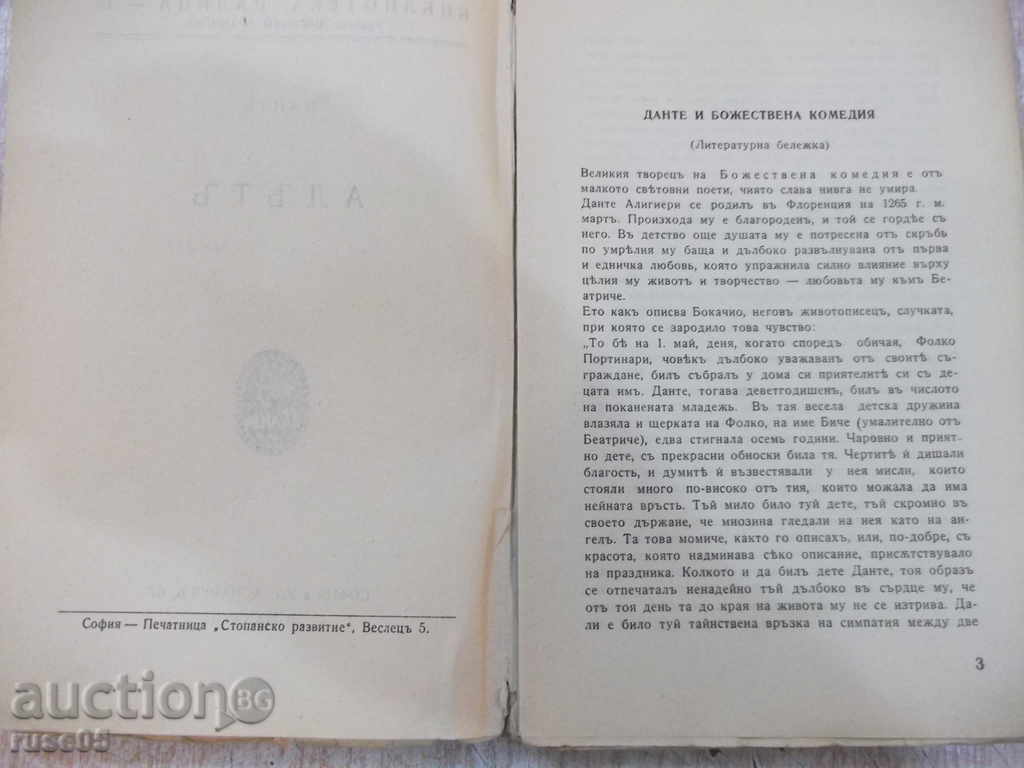 София — Печатница „Стопанско развитие“, Веслецъ 5.
ДАНТЕ И БОЖЕСТВЕНА КОМЕДИЯ
(Литературна бележка)
Великия творецъ на Божествена комедия е отъ
малкото свѣтовни поети, чиято слава нивга не умира.
Данте Алигиери се родилъ въ Флоренция на 1265 г. м.
мартъ. Произхода му е благороденъ, и той се гордѣе съ
него. Въ детство още душата му е потресена отъ скръбь
по умрѣлия му баща и дълбоко развълнувана отъ първа
и едничка любовь, която упражнила силно влияние върху
цѣлия му животъ и творчество — любовьта му къмъ Бе-
атриче.
Ето какъ описва Бокачио, неговъ животописецъ, случката,
при която се зародило това чувство:
„То бѣ на 1. май, деня, когато споредъ обичая, Фолко
Портинари, човѣкъ дълбоко уважаванъ отъ своитѣ съ-
граждане, билъ събралъ у дома си приятелитѣ си съ де-
цата имъ. Данте, тогава деветгодишенъ, билъ въ числото
на поканената младежь. Въ тая весела детска дружина
влазяла и щерката на Фолко, на име Биче (умалително отъ
Беатриче), едва стигнала осемь години. Чаровно и прият-
но дете, съ прекрасни обноски била тя. Чертитѣ ѝ дишали
благость, и думитѣ ѝ възвестявали у нея мисли, които
стояли много по-високо отъ тия, които можала да има
нейната връсть. Тъй мило било туй дете, тъй скромно въ
своето държане, че мнозина гледали на нея като на ан-
гелъ. Та това момиче, както го описахъ, или, по-добре, съ
красота, която надминава сѣко описание, присѫтствувало
на праздника. Колкото и да билъ дете Данте, тоя образъ
се отпечаталъ ненадейно тъй дълбоко въ сърдце му, че
отъ тоя день та до края на живота му не се изтрива. Да-
ли е било туй тайнствена връзка на симпатия между две
3
auction BG
ruse05